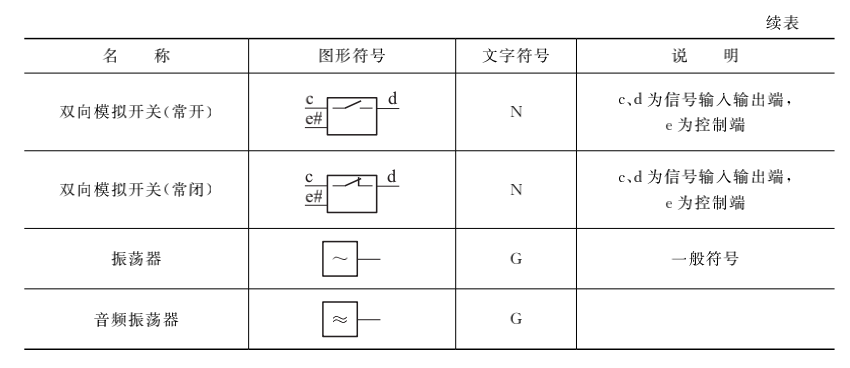 续表
名 称 图形符号 文字符号 说 明
双向模拟开关(常开) c d e# N c、d 为信号输入输出端，
e 为控制端
双向模拟开关(常闭) c d e# N c、d 为信号输入输出端，
e 为控制端
振荡器 ~ G 一般符号
音频振荡器 ≈ G